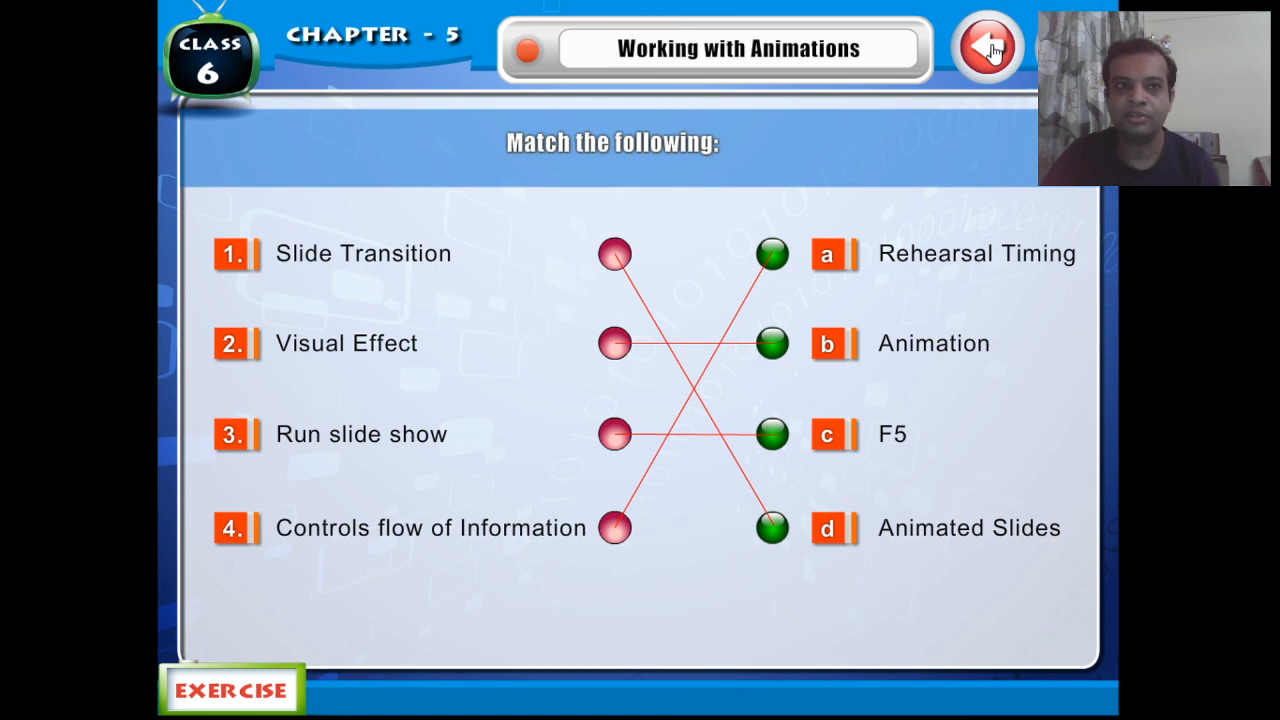 CLASS
6
CHAPTER - 5
Working with Animations
Match the following:
1. Slide Transition
a Rehearsal Timing
2. Visual Effect
b Animation
3. Run slide show
c F5
4. Controls flow of Information
d Animated Slides
EXERCISE